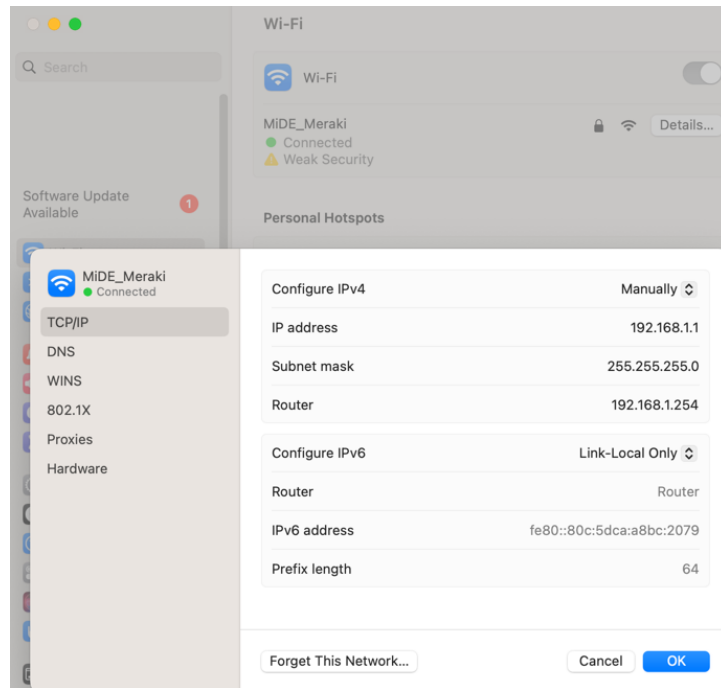 Wi-Fi
Search
Wi-Fi
MiDE_Meraki
Connected
Weak Security
Details...
Software Update
Available
1
Personal Hotspots
MiDE_Meraki
Connected
TCP/IP
DNS
WINS
802.1X
Proxies
Hardware
Configure IPv4 Manually
IP address 192.168.1.1
Subnet mask 255.255.255.0
Router 192.168.1.254
Configure IPv6 Link-Local Only
Router Router
IPv6 address fe80::80c:5dca:a8bc:2079
Prefix length 64
Forget This Network... Cancel OK